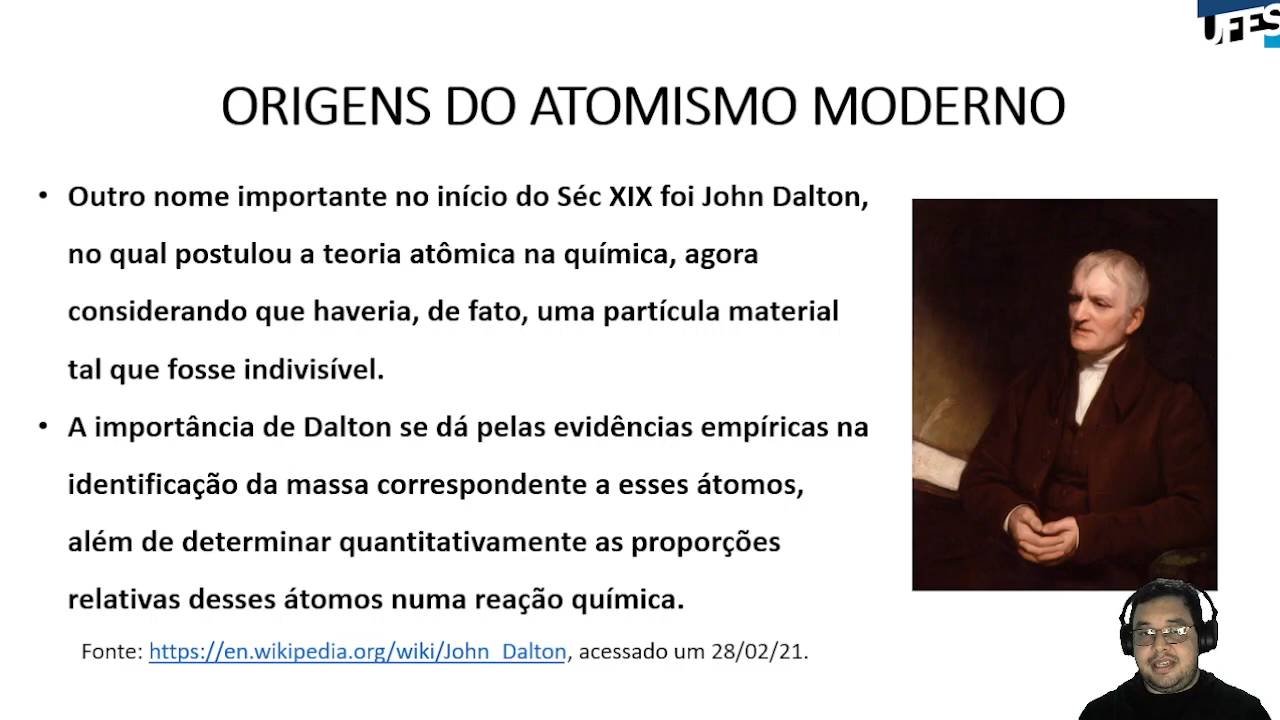 UFES
ORIGENS DO ATOMISMO MODERNO
• Outro nome importante no início do Séc XIX foi John Dalton,
no qual postulou a teoria atômica na química, agora
considerando que haveria, de fato, uma partícula material
tal que fosse indivisível.
• A importância de Dalton se dá pelas evidências empíricas na
identificação da massa correspondente a esses átomos,
além de determinar quantitativamente as proporções
relativas desses átomos numa reação química.
Fonte: https://en.wikipedia.org/wiki/John_Dalton, acessado um 28/02/21.